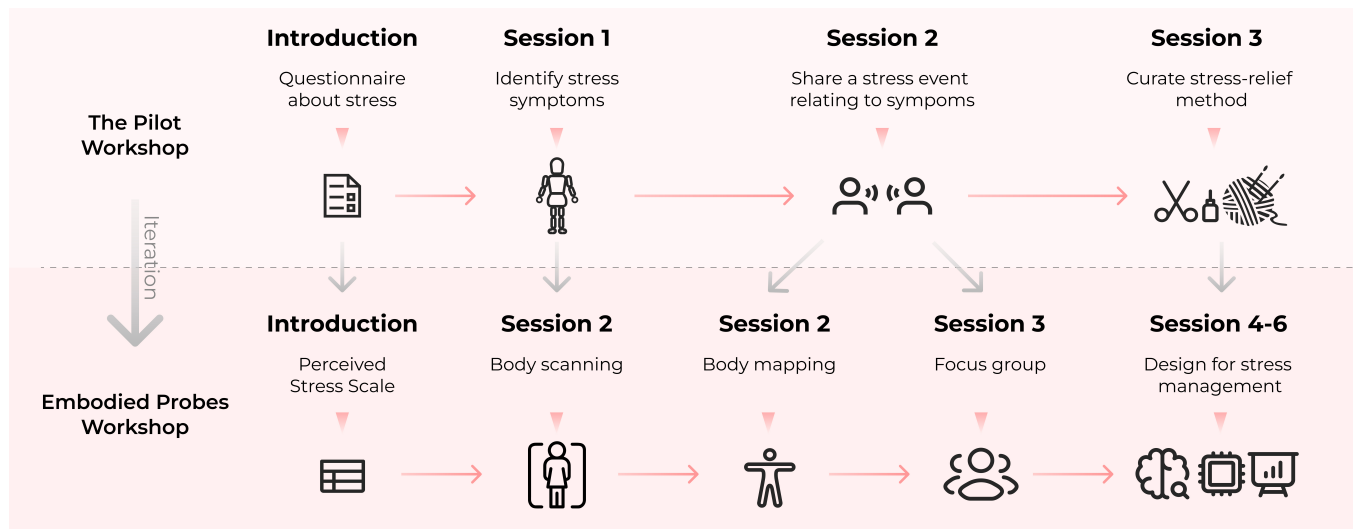 Introduction
Session 1
Session 2
Session 3
Questionnaire
about stress
Identify stress
symptoms
Share a stress event
relating to sympoms
Curate stress-relief
method
The Pilot
Workshop
Iteration
Introduction
Session 2
Session 2
Session 3
Session 4-6
Perceived
Stress Scale
Body scanning
Body mapping
Focus group
Design for stress
management
Embodied Probes
Workshop